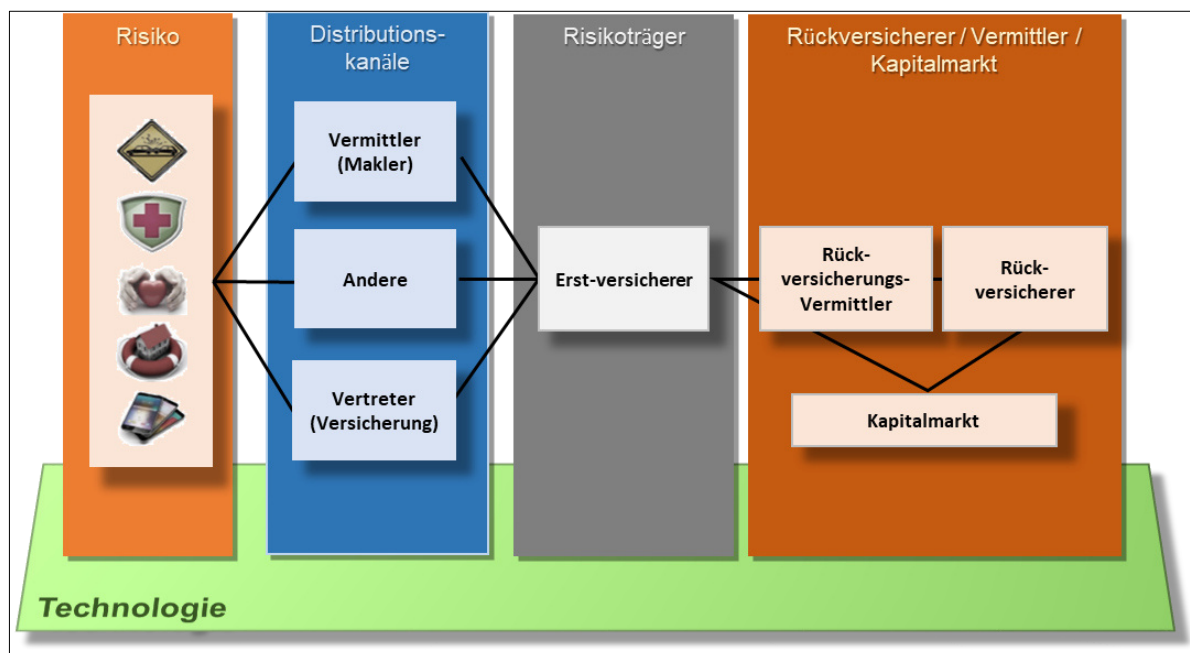 Risiko
Distributions-
kanäle
Risikoträger
Rückversicherer / Vermittler /
Kapitalmarkt
Vermittler
(Makler)
Andere
Vertreter
(Versicherung)
Erst-versicherer
Rück-
versicherungs-
Vermittler
Rück-
versicherer
Kapitalmarkt
Technologie